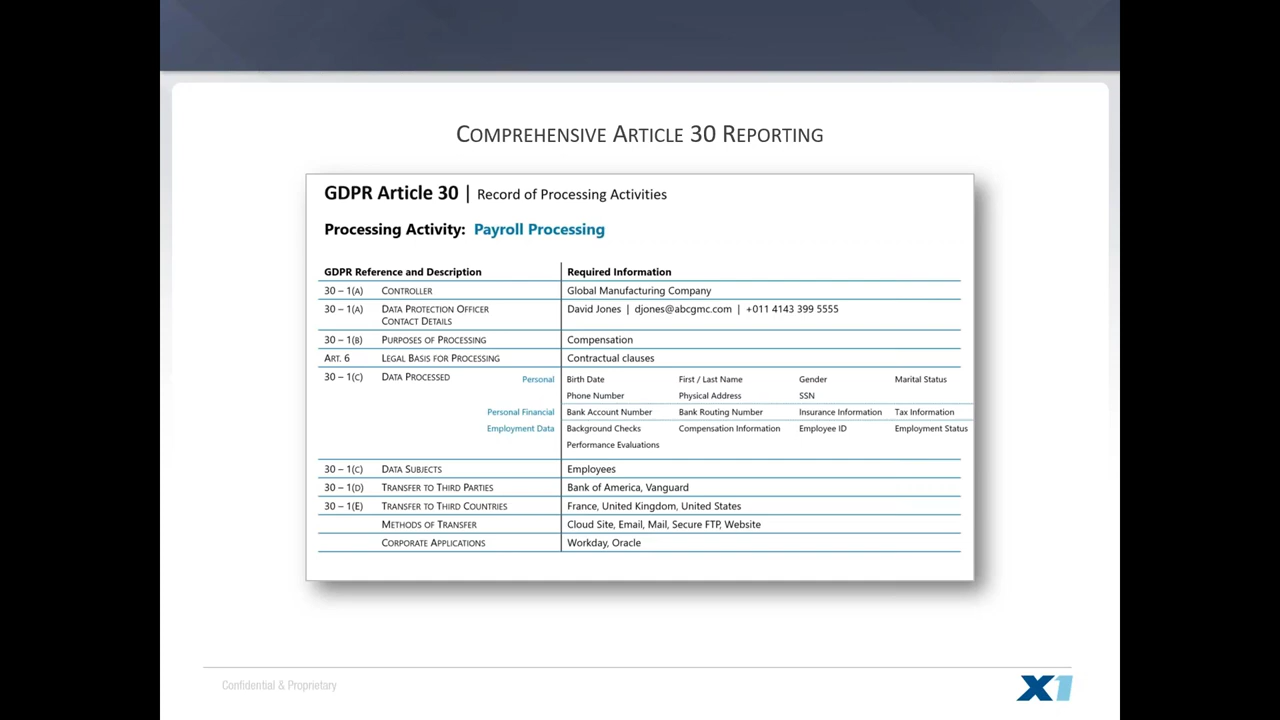 COMPREHENSIVE ARTICLE 30 REPORTING
GDPR Article 30 | Record of Processing Activities
Processing Activity: Payroll Processing
GDPR Reference and Description Required Information
30 – 1(A) CONTROLLER Global Manufacturing Company
30 – 1(A) DATA PROTECTION OFFICER David Jones | djones@abcgmc.com | +011 4143 399 5555
CONTACT DETAILS
30 – 1(B) PURPOSES OF PROCESSING Compensation
ART. 6 LEGAL BASIS FOR PROCESSING Contractual clauses
30 – 1(C) DATA PROCESSED Personal Birth Date First / Last Name Gender Marital Status
Phone Number Physical Address SSN
Personal Financial Bank Account Number Bank Routing Number Insurance Information Tax Information
Employment Data Background Checks Compensation Information Employee ID Employment Status
Performance Evaluations
30 – 1(C) DATA SUBJECTS Employees
30 – 1(D) TRANSFER TO THIRD PARTIES Bank of America, Vanguard
30 – 1(E) TRANSFER TO THIRD COUNTRIES France, United Kingdom, United States
METHODS OF TRANSFER Cloud Site, Email, Mail, Secure FTP, Website
CORPORATE APPLICATIONS Workday, Oracle
Confidential & Proprietary
X1